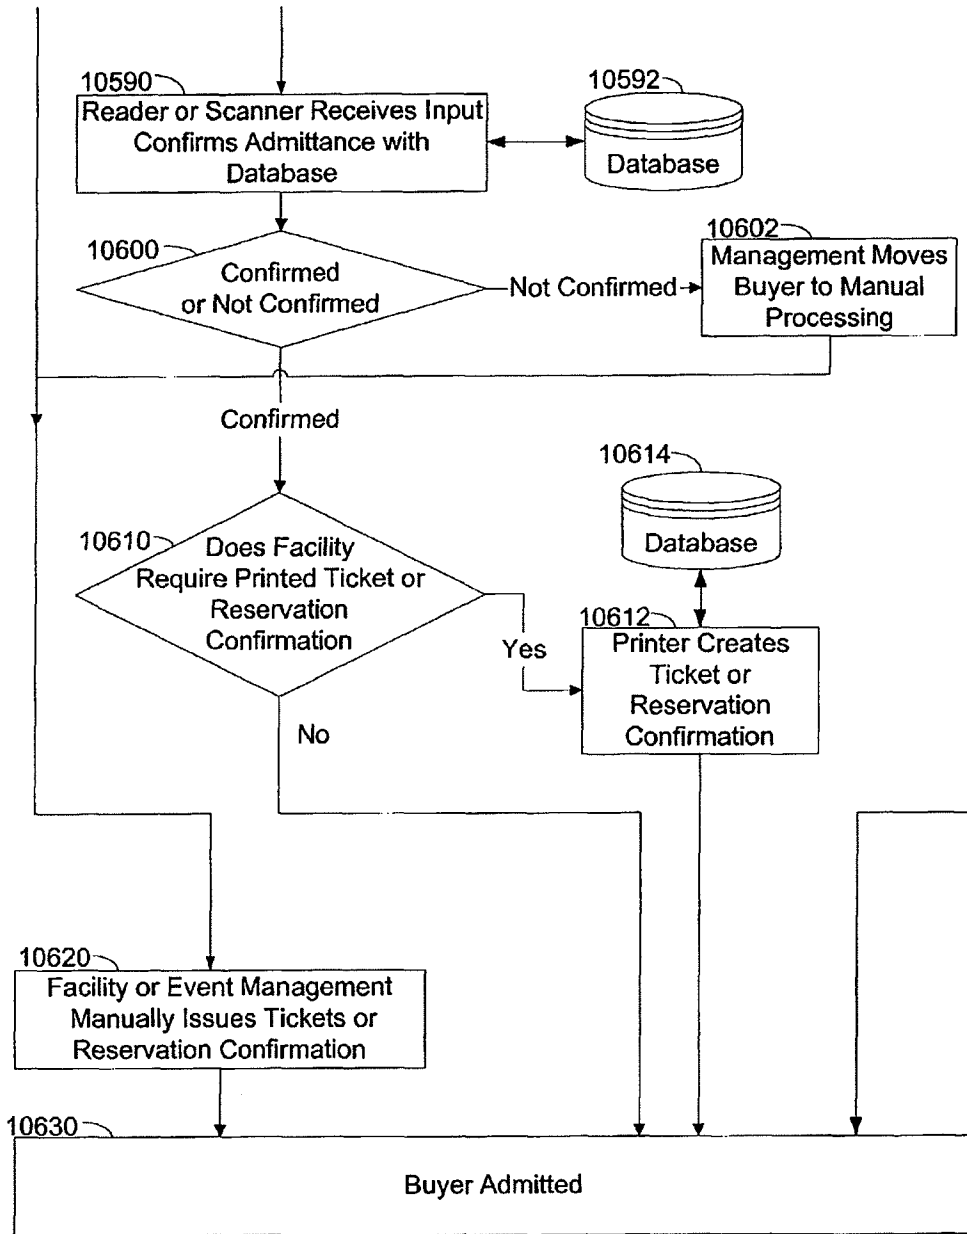 10590
Reader or Scanner Receives Input
Confirms Admittance with
Database
10592
Database
10600
Confirmed
or Not Confirmed
Not Confirmed
10602
Management Moves
Buyer to Manual
Processing
Confirmed
10610
Does Facility
Require Printed Ticket or
Reservation
Confirmation
Yes
No
10614
Database
10612
Printer Creates
Ticket or
Reservation
Confirmation
10620
Facility or Event Management
Manually Issues Tickets or
Reservation Confirmation
10630
Buyer Admitted